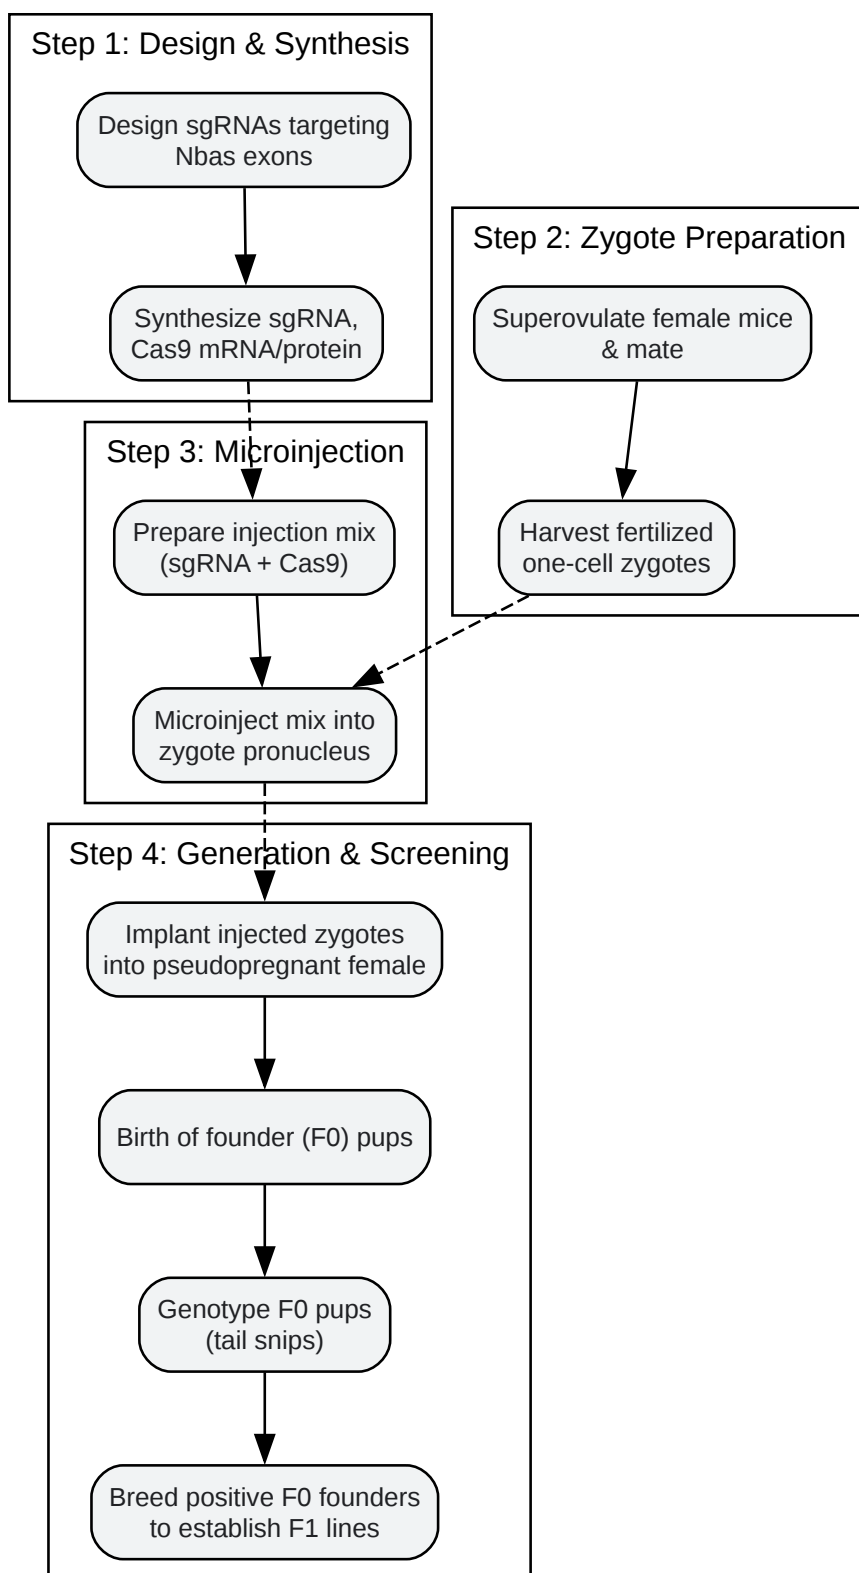 Step 1: Design & Synthesis
Design sgRNAs targeting
Nbas exons
Synthesize sgRNA,
Cas9 mRNA/protein
Step 2: Zygote Preparation
Superovulate female mice
& mate
Harvest fertilized
one-cell zygotes
Step 3: Microinjection
Prepare injection mix
(sgRNA + Cas9)
Microinject mix into
zygote pronucleus
Step 4: Generation & Screening
Implant injected zygotes
into pseudopregnant female
Birth of founder (F0) pups
Genotype F0 pups
(tail snips)
Breed positive F0 founders
to establish F1 lines